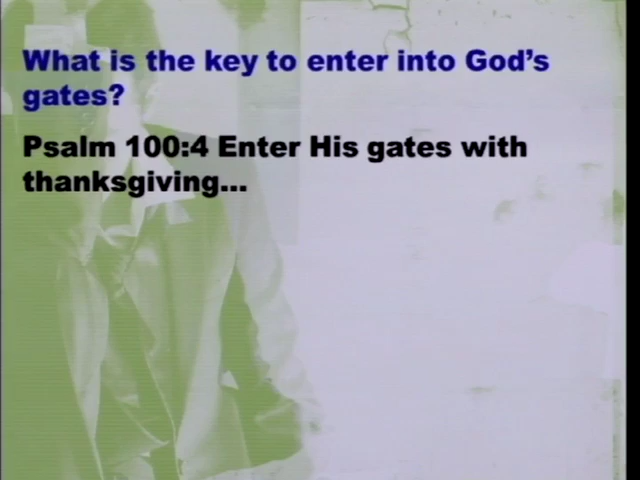 What is the key to enter into God's
gates?
Psalm 100:4 Enter His gates with
thanksgiving...